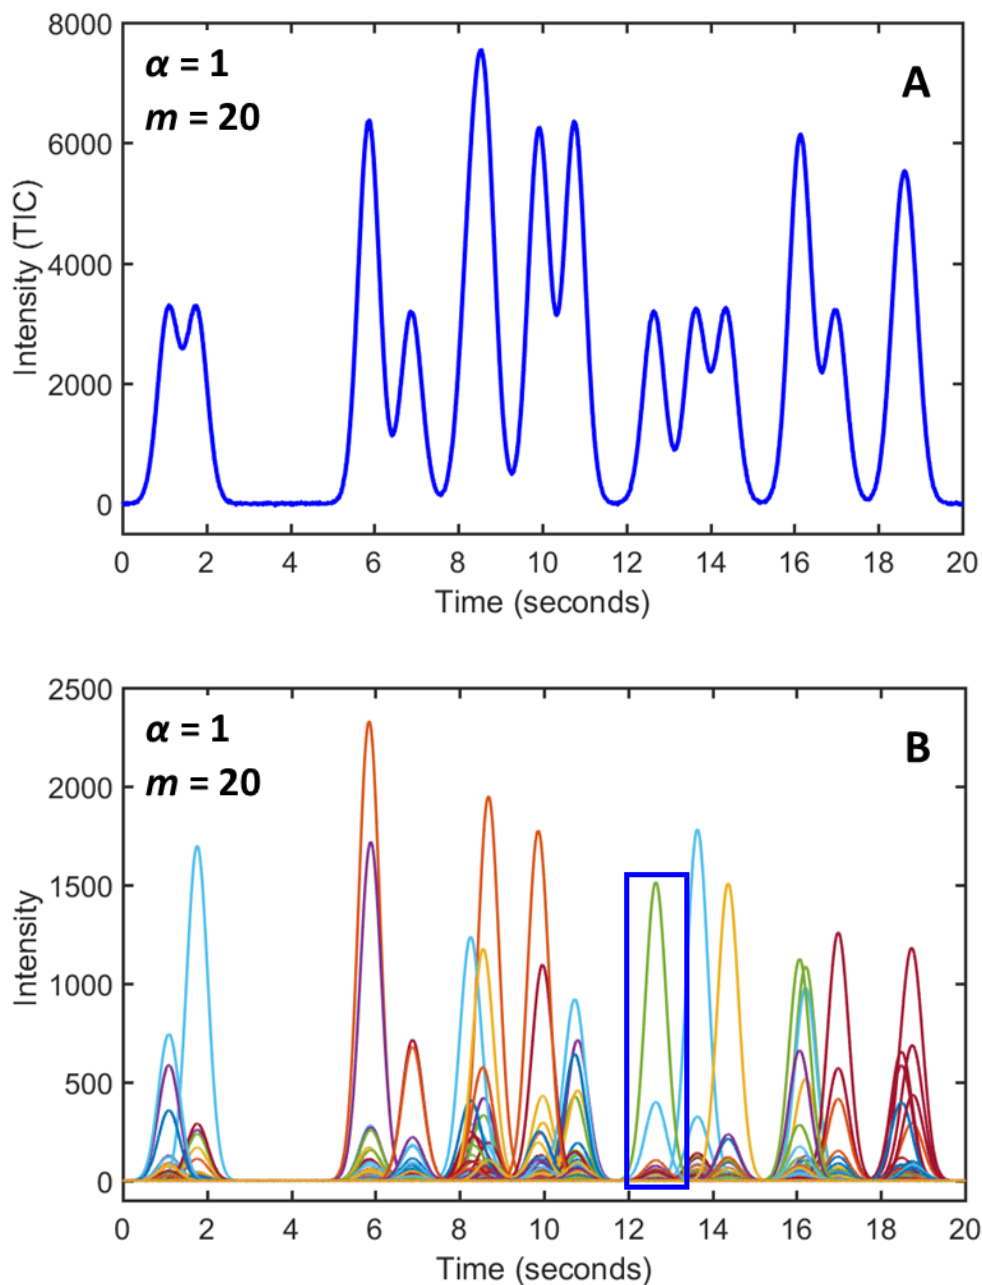 8000
α = 1
A
m = 20
6000
4000
2000
0
Intensity (TIC)
0 2 4 6 8 10 12 14 16 18 20
Time (seconds)
2500
α = 1
B
m = 20
2000
1500
1000
500
0
Intensity
0 2 4 6 8 10 12 14 16 18 20
Time (seconds)